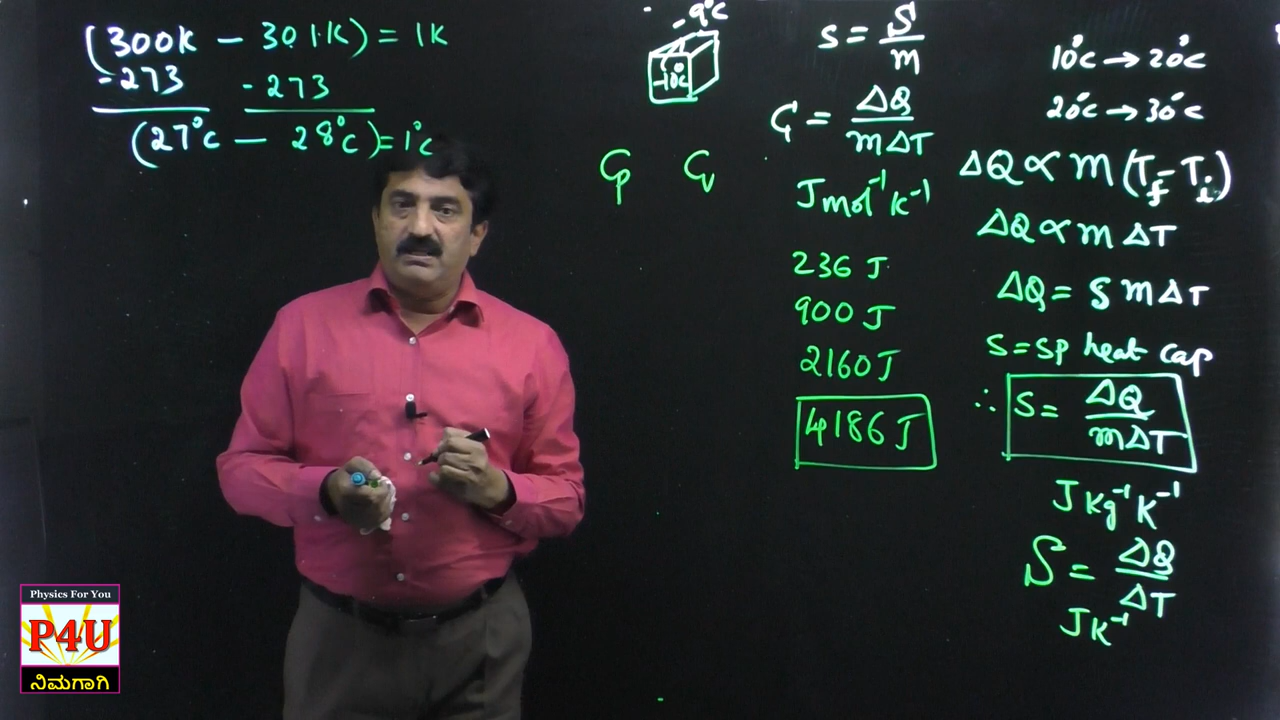 (300K – 301K) = 1K
-273 -273
(27°C – 28°C) = 1°C
-9°C
-10°C
Cp Cv
s = S/m
C = ΔQ/mΔT
J mol⁻¹ K⁻¹
236 J
900 J
2160 J
4186 J
10°C → 20°C
20°C → 30°C
ΔQ ∝ m (Tf - Ti)
ΔQ ∝ m ΔT
ΔQ = S m ΔT
S = Sp heat cap
∴ S = ΔQ/mΔT
J Kg⁻¹ K⁻¹
S = ΔQ/ΔT
J K⁻¹
Physics For You
P4U
ನಿಮಗಾಗಿ